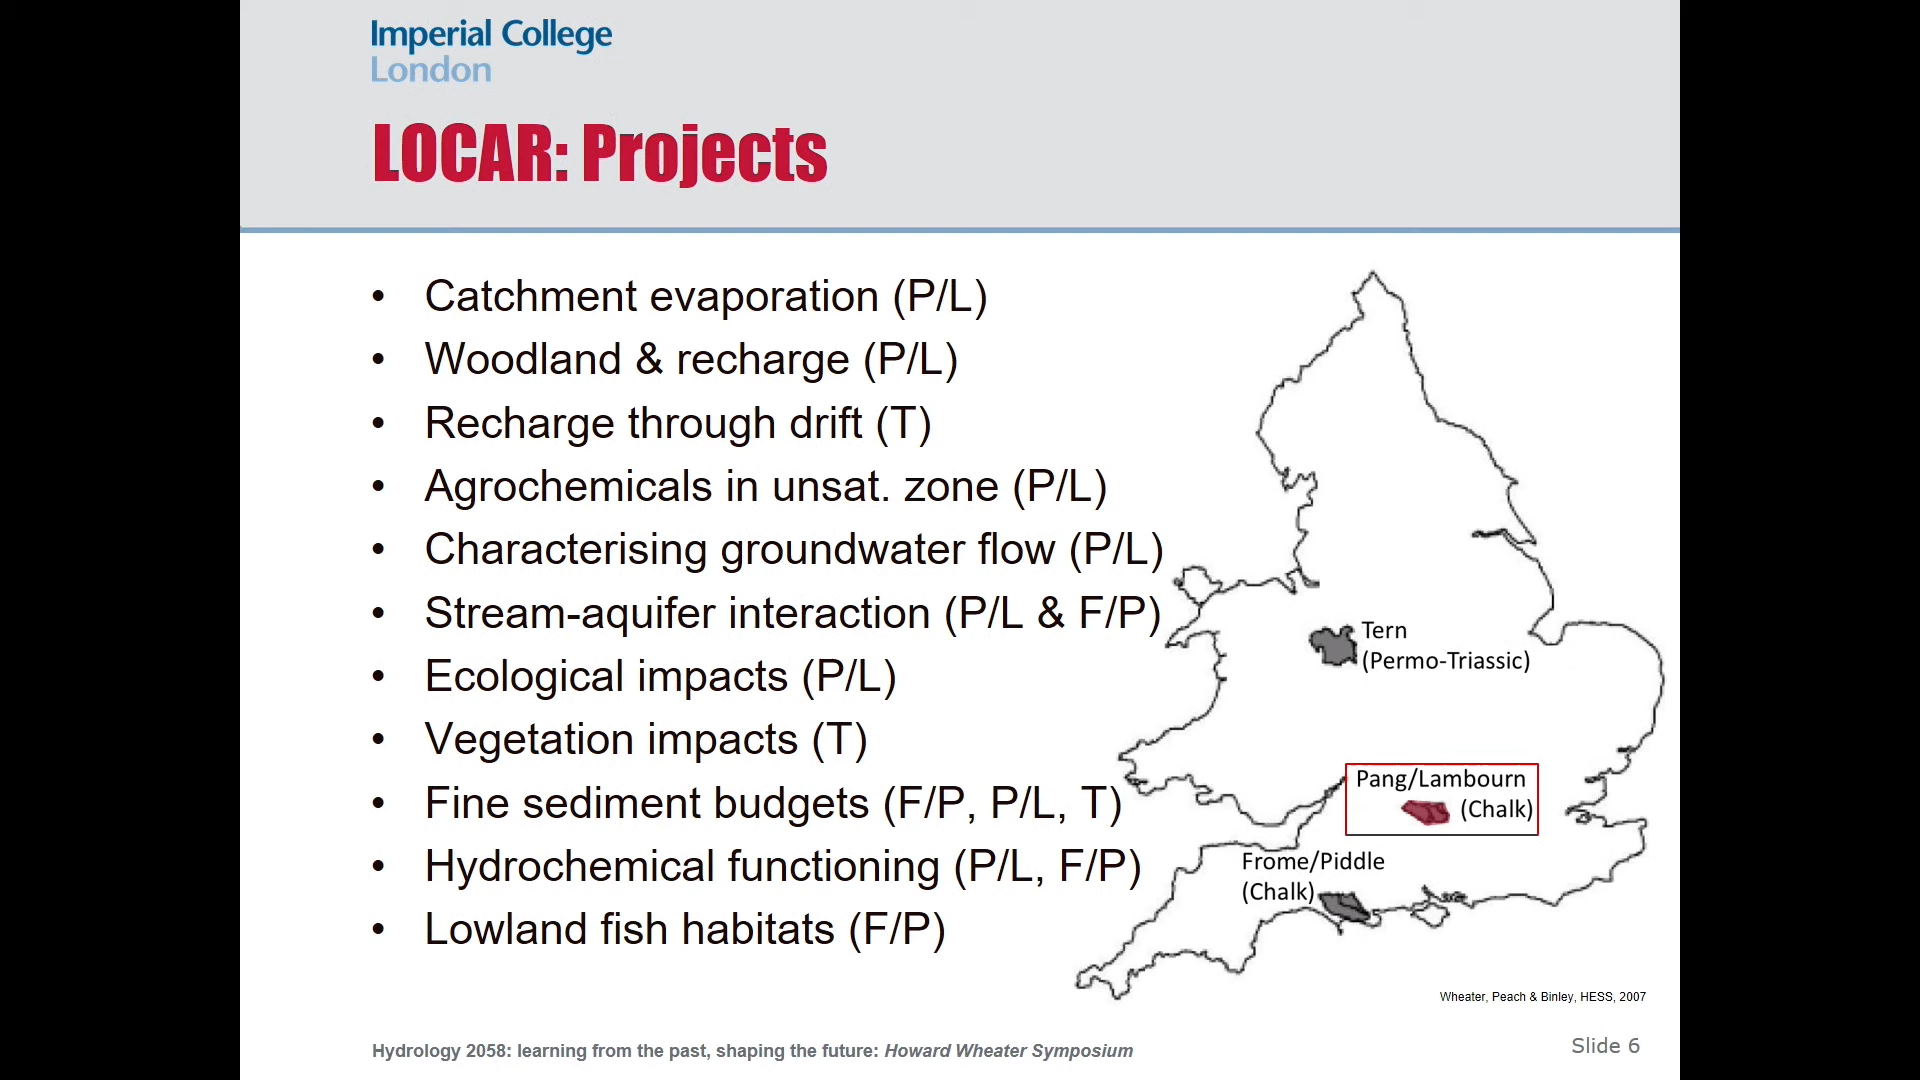 Imperial College
London
LOCAR: Projects
• Catchment evaporation (P/L)
• Woodland & recharge (P/L)
• Recharge through drift (T)
• Agrochemicals in unsat. zone (P/L)
• Characterising groundwater flow (P/L)
• Stream-aquifer interaction (P/L & F/P)
• Ecological impacts (P/L)
• Vegetation impacts (T)
• Fine sediment budgets (F/P, P/L, T)
• Hydrochemical functioning (P/L, F/P)
• Lowland fish habitats (F/P)
Tern
(Permo-Triassic)
Pang/Lambourn
(Chalk)
Frome/Piddle
(Chalk)
Wheater, Peach & Binley, HESS, 2007
Hydrology 2058: learning from the past, shaping the future: Howard Wheater Symposium
Slide 6